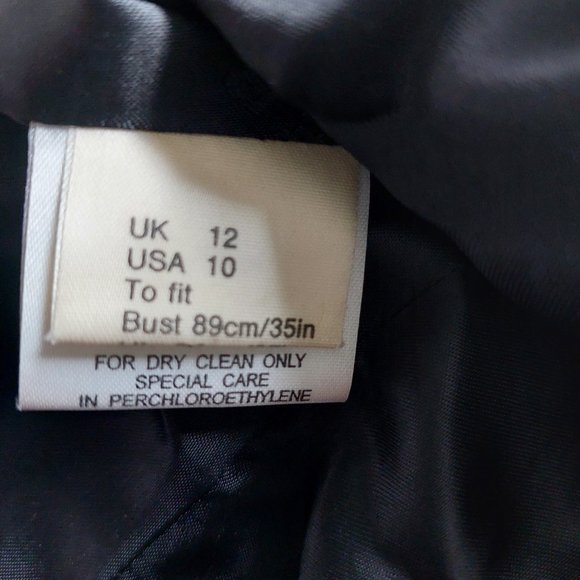 UK 12
USA 10
To fit
Bust 89cm/35in
FOR DRY CLEAN ONLY
SPECIAL CARE
IN PERCHLOROETHYLENE